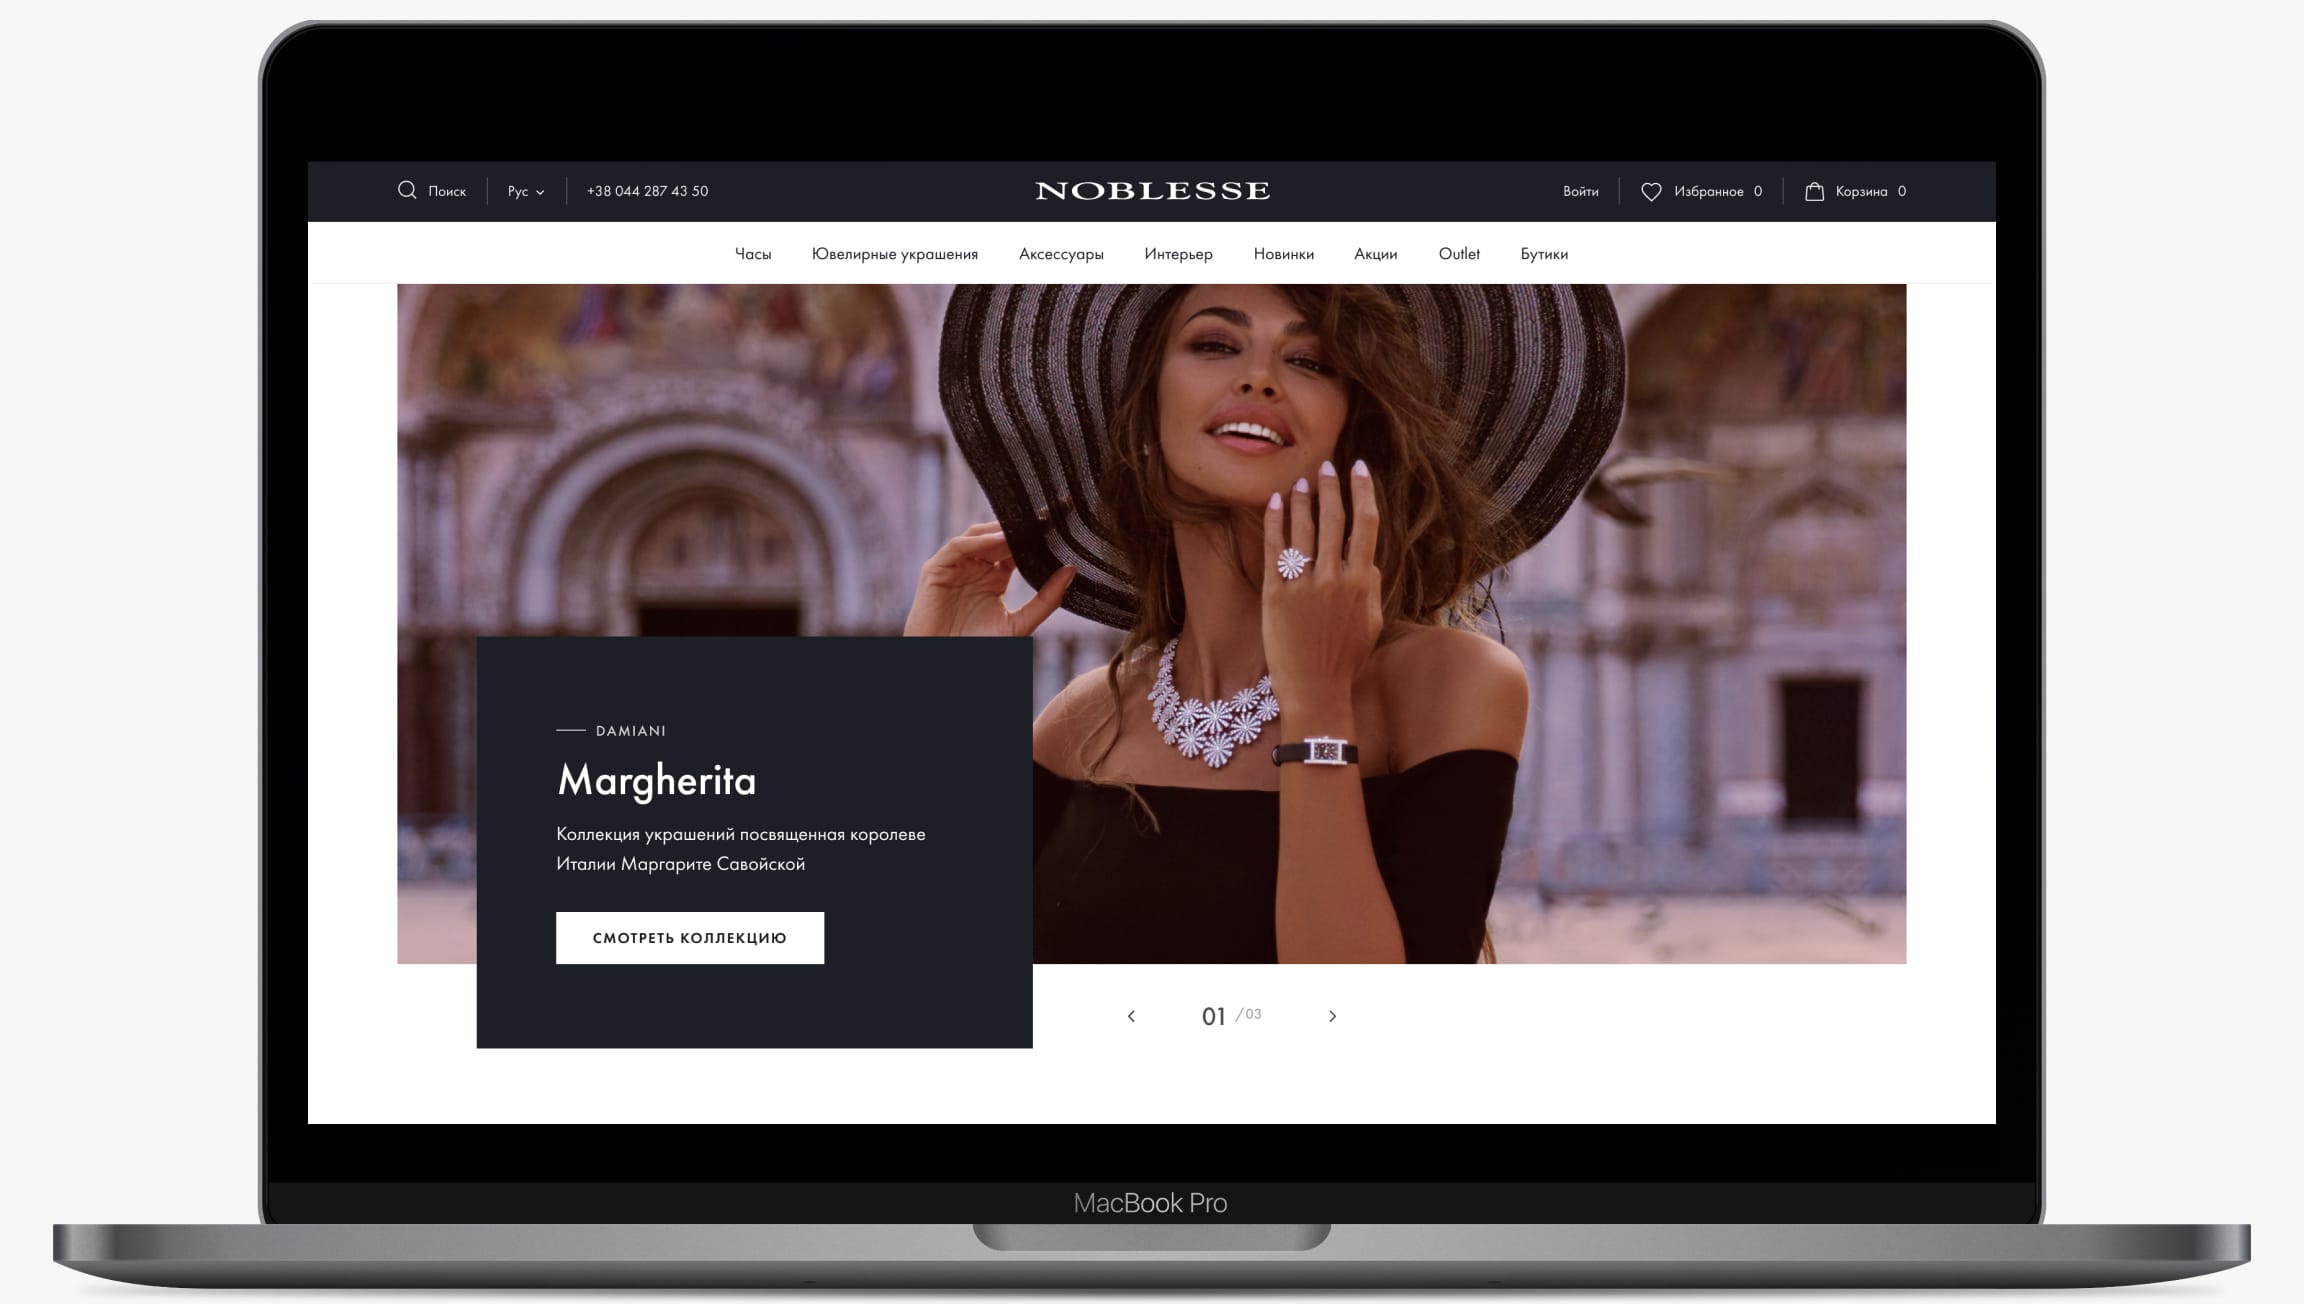 Поиск
Рус
+38 044 287 43 50
NOBLESSE
Войти
Избранное 0
Корзина 0
Часы
Ювелирные украшения
Аксессуары
Интерьер
Новинки
Акции
Outlet
Бутики
DAMIANI
Margherita
Коллекция украшений посвященная королеве
Италии Маргарите Савойской
СМОТРЕТЬ КОЛЛЕКЦИЮ
01 /03
MacBook Pro